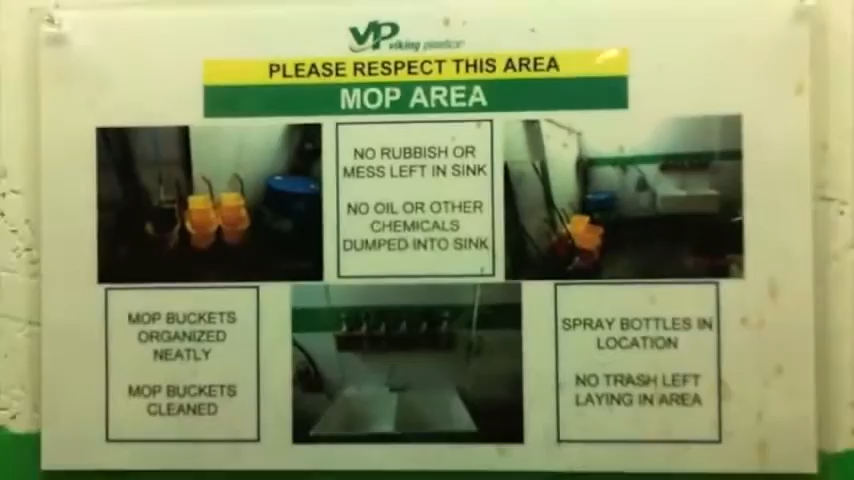 VP
viking plastics
PLEASE RESPECT THIS AREA
MOP AREA
NO RUBBISH OR
MESS LEFT IN SINK
NO OIL OR OTHER
CHEMICALS
DUMPED INTO SINK
MOP BUCKETS
ORGANIZED
NEATLY
MOP BUCKETS
CLEANED
SPRAY BOTTLES IN
LOCATION
NO TRASH LEFT
LAYING IN AREA